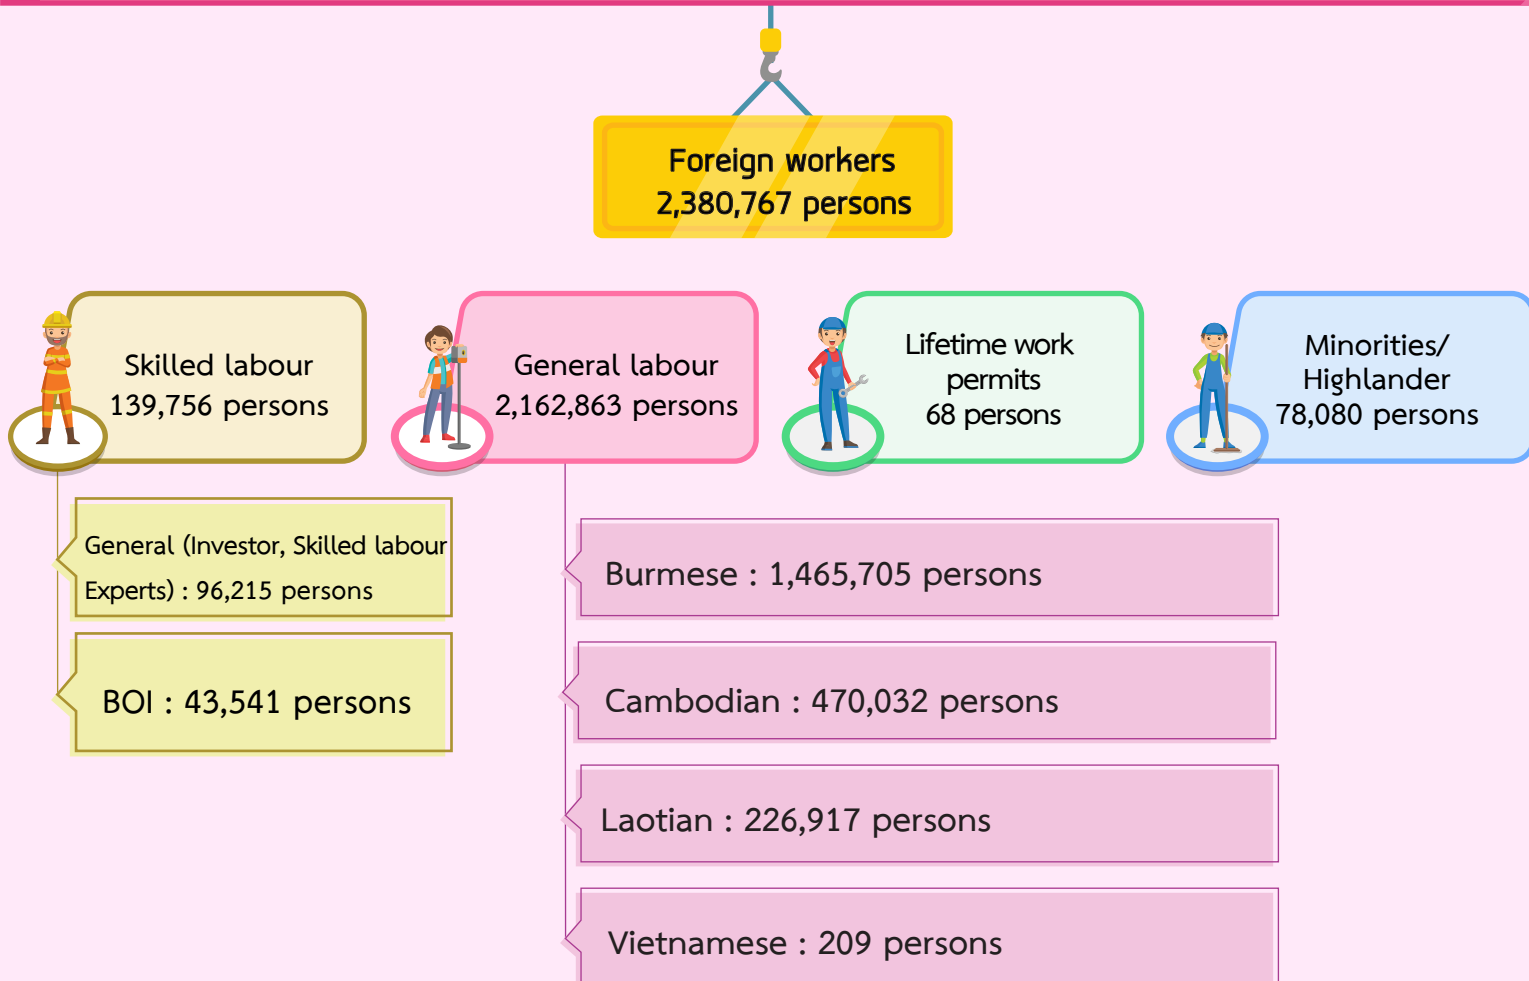 Foreign workers
2,380,767 persons
Skilled labour
139,756 persons
General labour
2,162,863 persons
Lifetime work
permits
68 persons
Minorities/
Highlander
78,080 persons
General (Investor, Skilled labour
Experts) : 96,215 persons
BOI : 43,541 persons
Burmese : 1,465,705 persons
Cambodian : 470,032 persons
Laotian : 226,917 persons
Vietnamese : 209 persons